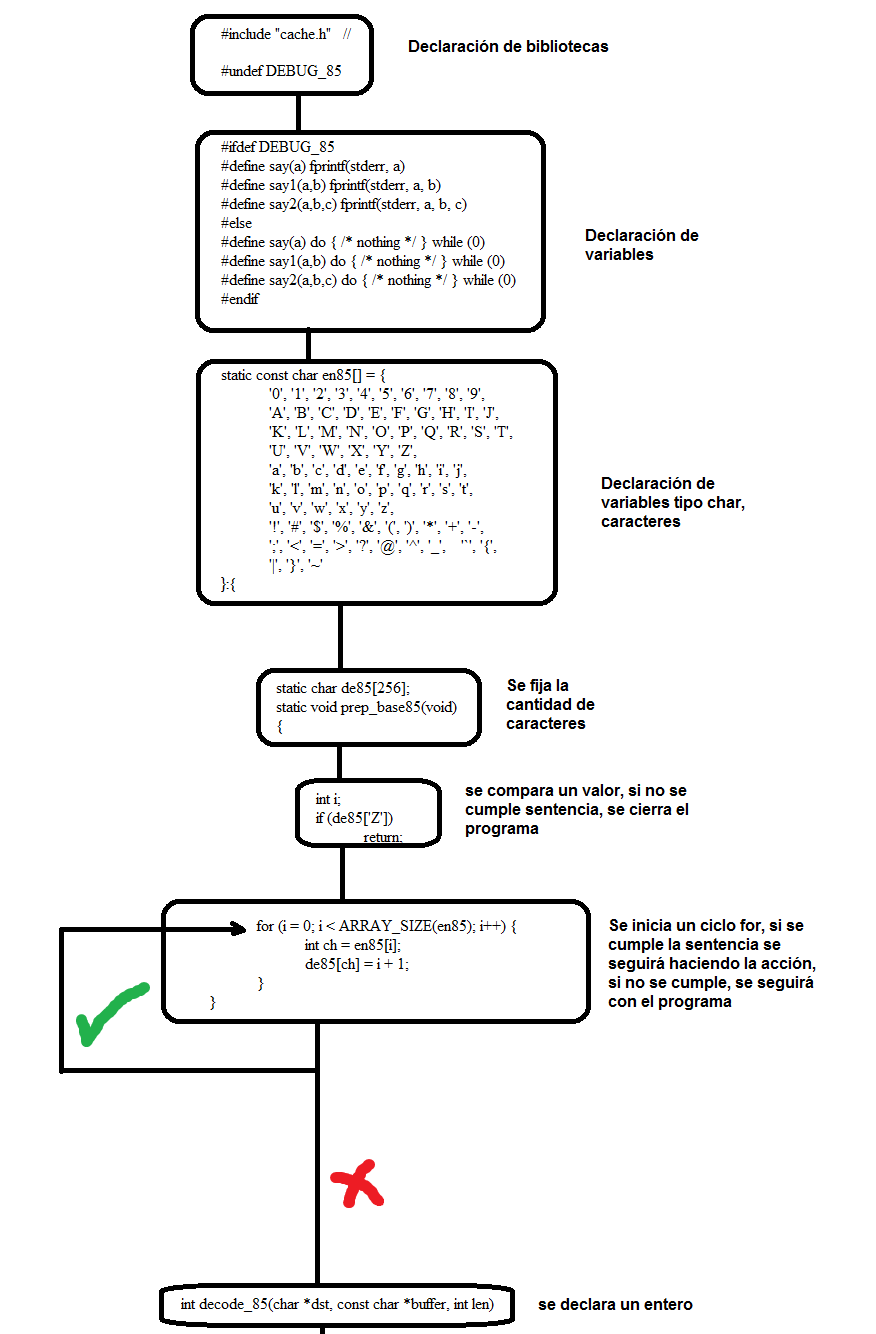 #include "cache.h" //
#undef DEBUG_85
Declaración de bibliotecas
#ifdef DEBUG_85
#define say(a) fprintf(stderr, a)
#define say1(a,b) fprintf(stderr, a, b)
#define say2(a,b,c) fprintf(stderr, a, b, c)
#else
#define say(a) do { /* nothing */ } while (0)
#define say1(a,b) do { /* nothing */ } while (0)
#define say2(a,b,c) do { /* nothing */ } while (0)
#endif
Declaración de
variables
static const char en85[] = {
'0', '1', '2', '3', '4', '5', '6', '7', '8', '9',
'A', 'B', 'C', 'D', 'E', 'F', 'G', 'H', 'I', 'J',
'K', 'L', 'M', 'N', 'O', 'P', 'Q', 'R', 'S', 'T',
'U', 'V', 'W', 'X', 'Y', 'Z',
'a', 'b', 'c', 'd', 'e', 'f', 'g', 'h', 'i', 'j',
'k', 'l', 'm', 'n', 'o', 'p', 'q', 'r', 's', 't',
'u', 'v', 'w', 'x', 'y', 'z',
'!', '#', '$', '%', '&', '(', ')', '*', '+', '-',
';', '<', '=', '>', '?', '@', '^', '_', '`', '{',
'|', '}', '~'
};{
Declaración de
variables tipo char,
caracteres
static char de85[256];
static void prep_base85(void)
{
Se fija la
cantidad de
caracteres
int i;
if (de85['Z'])
return;
se compara un valor, si no se
cumple sentencia, se cierra el
programa
for (i = 0; i < ARRAY_SIZE(en85); i++) {
int ch = en85[i];
de85[ch] = i + 1;
}
}
Se inicia un ciclo for, si se
cumple la sentencia se
seguirá haciendo la acción,
si no se cumple, se seguirá
con el programa
int decode_85(char *dst, const char *buffer, int len)
se declara un entero